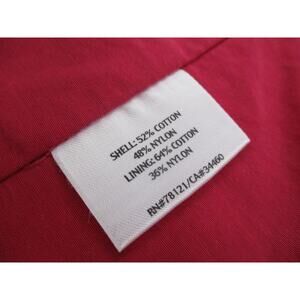 SHELL: 52% COTTON
48% NYLON
LINING: 64% COTTON
36% NYLON
RN#78121/CA#34460